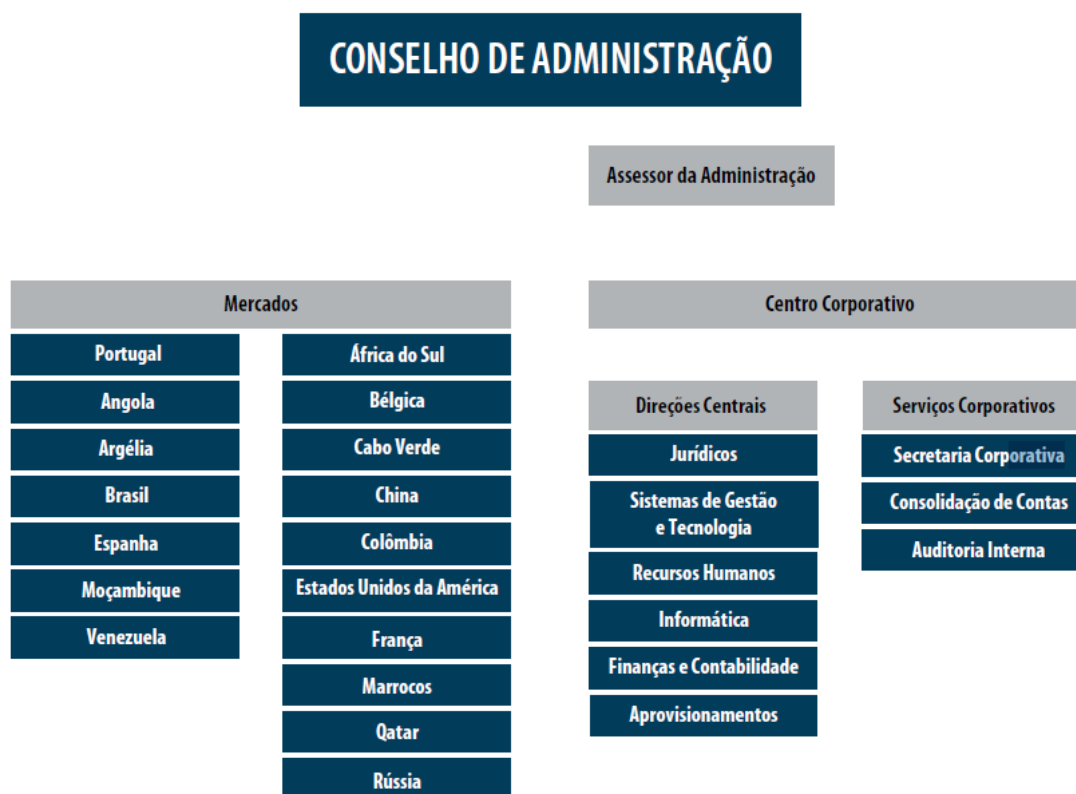 CONSELHO DE ADMINISTRAÇÃO
Assessor da Administração
Mercados
Portugal
Angola
Argélia
Brasil
Espanha
Moçambique
Venezuela
África do Sul
Bélgica
Cabo Verde
China
Colômbia
Estados Unidos da América
França
Marrocos
Qatar
Rússia
Centro Corporativo
Direções Centrais
Jurídicos
Sistemas de Gestão
e Tecnologia
Recursos Humanos
Informática
Finanças e Contabilidade
Aprovisionamentos
Serviços Corporativos
Secretaria Corporativa
Consolidação de Contas
Auditoria Interna